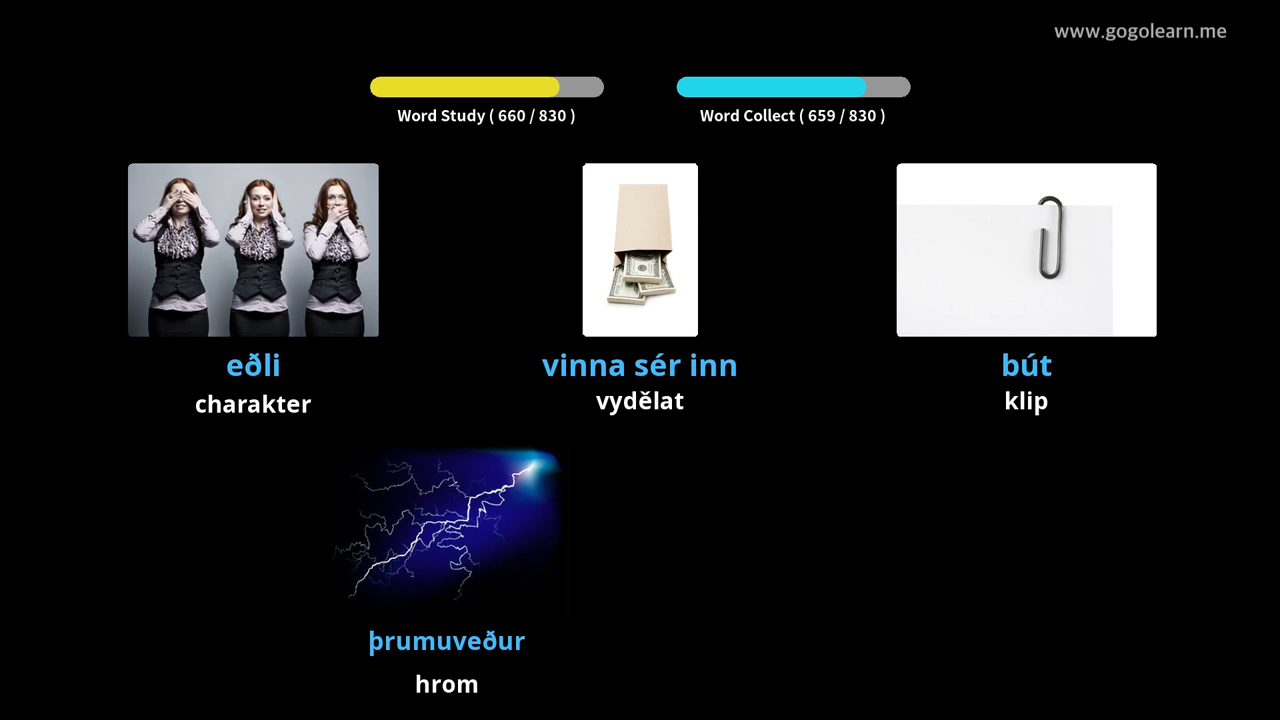 www.gogolearn.me
Word Study ( 660 / 830 )
Word Collect ( 659 / 830 )
eðli
charakter
vinna sér inn
vydělat
bút
klip
þrumuveður
hrom